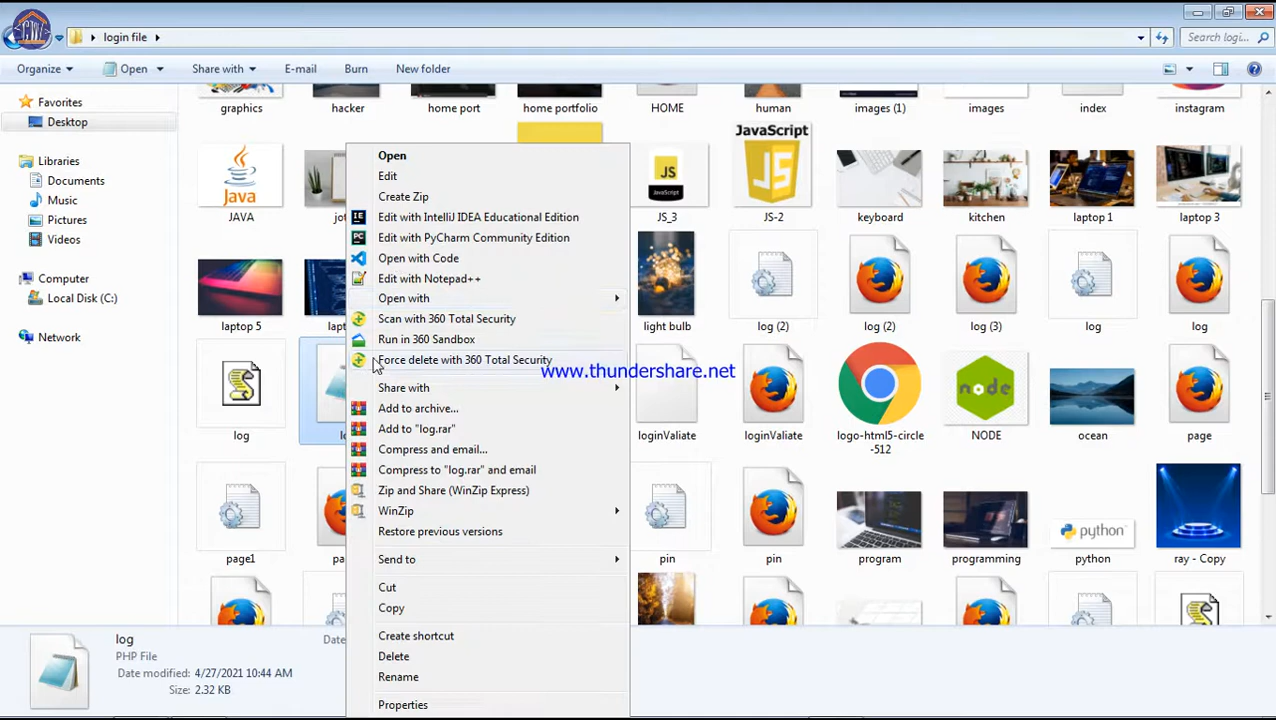 login file
Search logi...
Organize
Open
Share with
E-mail
Burn
New folder
Favorites
Desktop
Libraries
Documents
Music
Pictures
Videos
Computer
Local Disk (C:)
Network
graphics
hacker
home port
home portfolio
HOME
human
images (1)
images
index
instagram
Java
JAVA
JS
JavaScript
JS_3
JavaScript
JS
JS-2
keyboard
kitchen
laptop 1
laptop 3
laptop 5
light bulb
log (2)
log (2)
log (3)
log
log
log
loginValiate
loginValiate
logo-html5-circle
-512
node
NODE
ocean
page
page1
pin
pin
program
programming
python
python
ray - Copy
Open
Edit
Create Zip
Edit with IntelliJ IDEA Educational Edition
Edit with PyCharm Community Edition
Open with Code
Edit with Notepad++
Open with
Scan with 360 Total Security
Run in 360 Sandbox
Force delete with 360 Total Security
Share with
Add to archive...
Add to "log.rar"
Compress and email...
Compress to "log.rar" and email
Zip and Share (WinZip Express)
WinZip
Restore previous versions
Send to
Cut
Copy
Create shortcut
Delete
Rename
Properties
www.thundershare.net
log
PHP File
Date modified: 4/27/2021 10:44 AM
Size: 2.32 KB